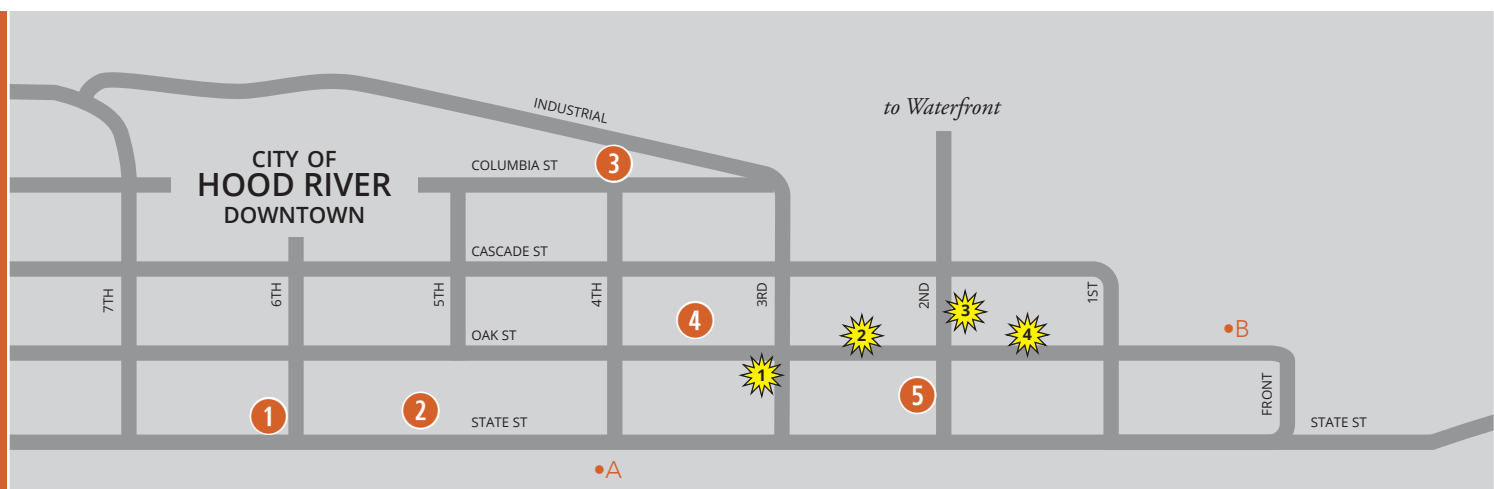 INDUSTRIAL
to Waterfront
CITY OF
HOOD RIVER
DOWNTOWN
COLUMBIA ST
3
CASCADE ST
7TH
6TH
5TH
4TH
3RD
2ND
1ST
OAK ST
4
2
3
4
B
1
1
2
5
FRONT
STATE ST
STATE ST
A